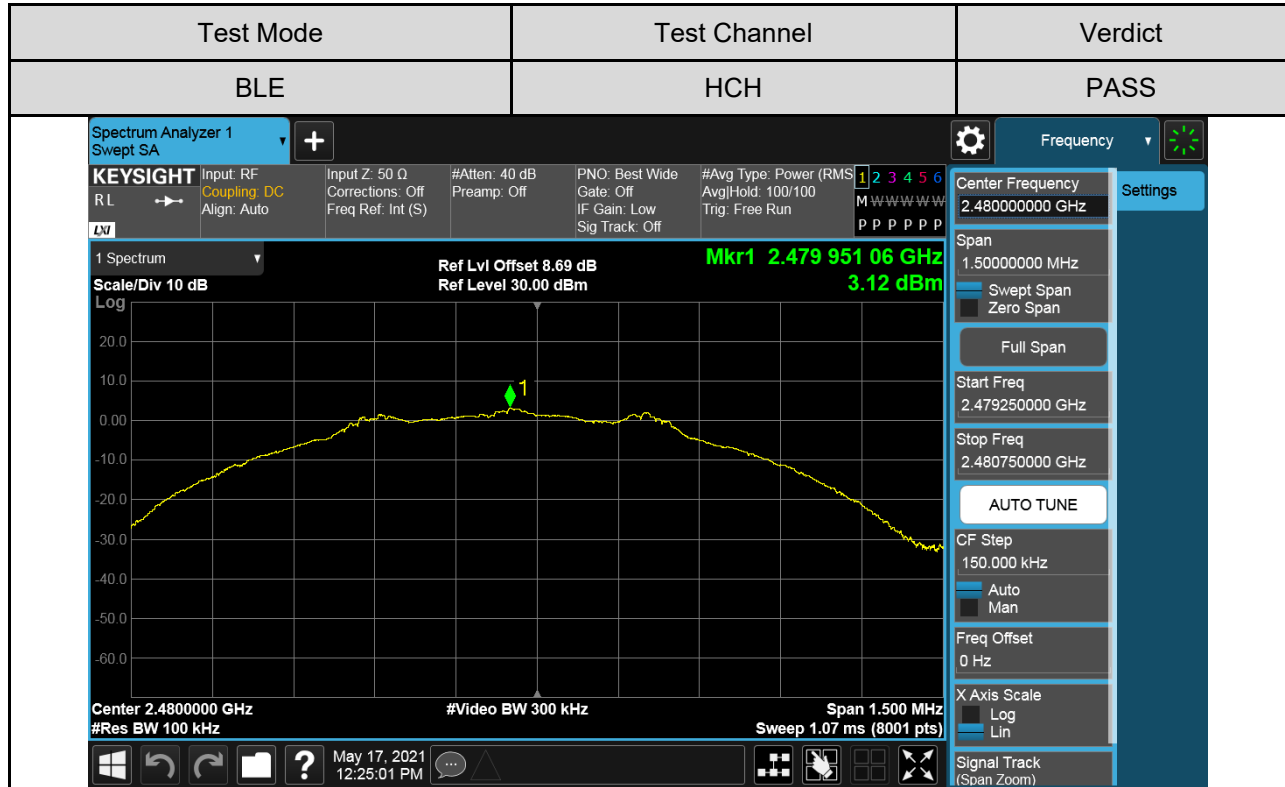 Test Mode Test Channel Verdict
BLE HCH PASS
Spectrum Analyzer 1
Swept SA
Frequency
KEYSIGHT
R L
LXI
Input: RF
Coupling: DC
Align: Auto
Input Z: 50 Ω
Corrections: Off
Freq Ref: Int (S)
#Atten: 40 dB
Preamp: Off
PNO: Best Wide
Gate: Off
IF Gain: Low
Sig Track: Off
#Avg Type: Power (RMS
Avg|Hold: 100/100
Trig: Free Run
1 2 3 4 5 6
M W W W W W
P P P P P P
1 Spectrum
Scale/Div 10 dB
Log
Ref Lvl Offset 8.69 dB
Ref Level 30.00 dBm
Mkr1 2.479 951 06 GHz
3.12 dBm
1
20.0
10.0
0.00
-10.0
-20.0
-30.0
-40.0
-50.0
-60.0
Center 2.4800000 GHz
#Res BW 100 kHz
#Video BW 300 kHz
Span 1.500 MHz
Sweep 1.07 ms (8001 pts)
Center Frequency
2.480000000 GHz
Settings
Span
1.50000000 MHz
Swept Span
Zero Span
Full Span
Start Freq
2.479250000 GHz
Stop Freq
2.480750000 GHz
AUTO TUNE
CF Step
150.000 kHz
Auto
Man
Freq Offset
0 Hz
X Axis Scale
Log
Lin
Signal Track
(Span Zoom)
?
May 17, 2021
12:25:01 PM